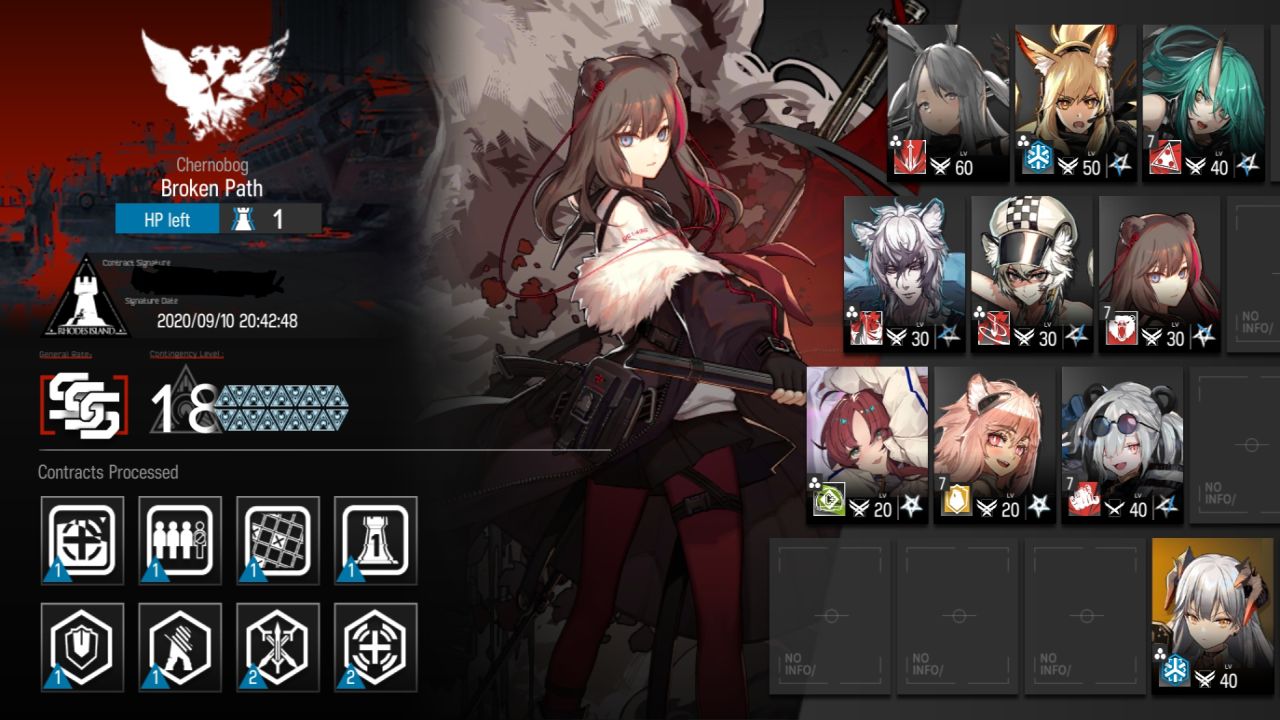 Chernobog
Broken Path
HP left
1
Contract Signature
Signature Date
2020/09/10 20:42:48
RHODES ISLAND
General Rate:
Contingency Level :
SSS
18
Contracts Processed
1
1
1
1
1
1
1
2
2
LV
60
LV
50
7
LV
40
LV
30
LV
30
7
LV
30
NO
INFO/
LV
20
7
LV
20
7
LV
40
NO
INFO/
NO
INFO/
NO
INFO/
NO
INFO/
LV
40